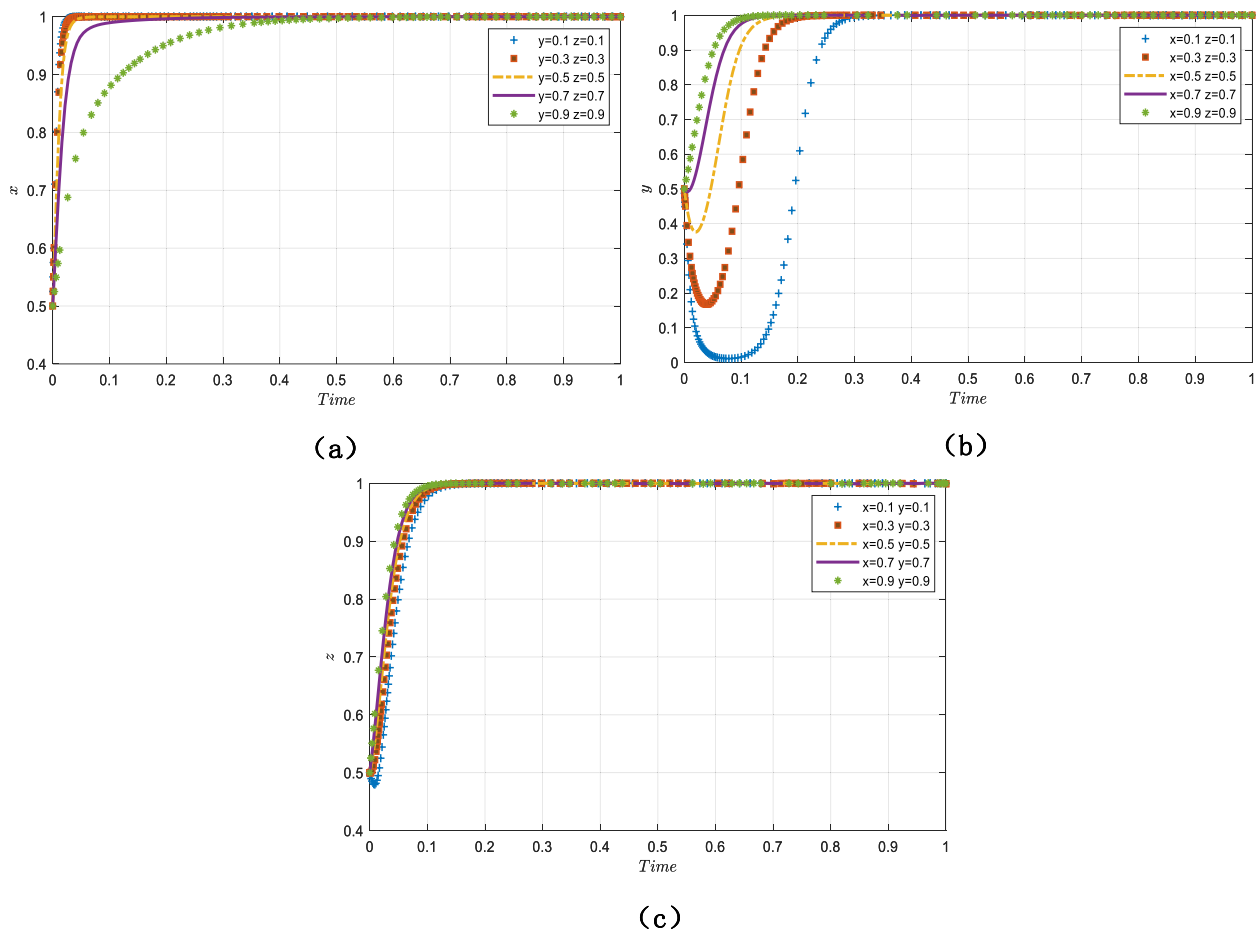 1
0.9
0.8
0.7
0.6
0.5
0.4
x
0 0.1 0.2 0.3 0.4 0.5 0.6 0.7 0.8 0.9 1
Time
y=0.1 z=0.1
y=0.3 z=0.3
y=0.5 z=0.5
y=0.7 z=0.7
y=0.9 z=0.9
(a)
1
0.9
0.8
0.7
0.6
0.5
0.4
0.3
0.2
0.1
0
y
0 0.1 0.2 0.3 0.4 0.5 0.6 0.7 0.8 0.9 1
Time
x=0.1 z=0.1
x=0.3 z=0.3
x=0.5 z=0.5
x=0.7 z=0.7
x=0.9 z=0.9
(b)
1
0.9
0.8
0.7
0.6
0.5
0.4
z
0 0.1 0.2 0.3 0.4 0.5 0.6 0.7 0.8 0.9 1
Time
x=0.1 y=0.1
x=0.3 y=0.3
x=0.5 y=0.5
x=0.7 y=0.7
x=0.9 y=0.9
(c)